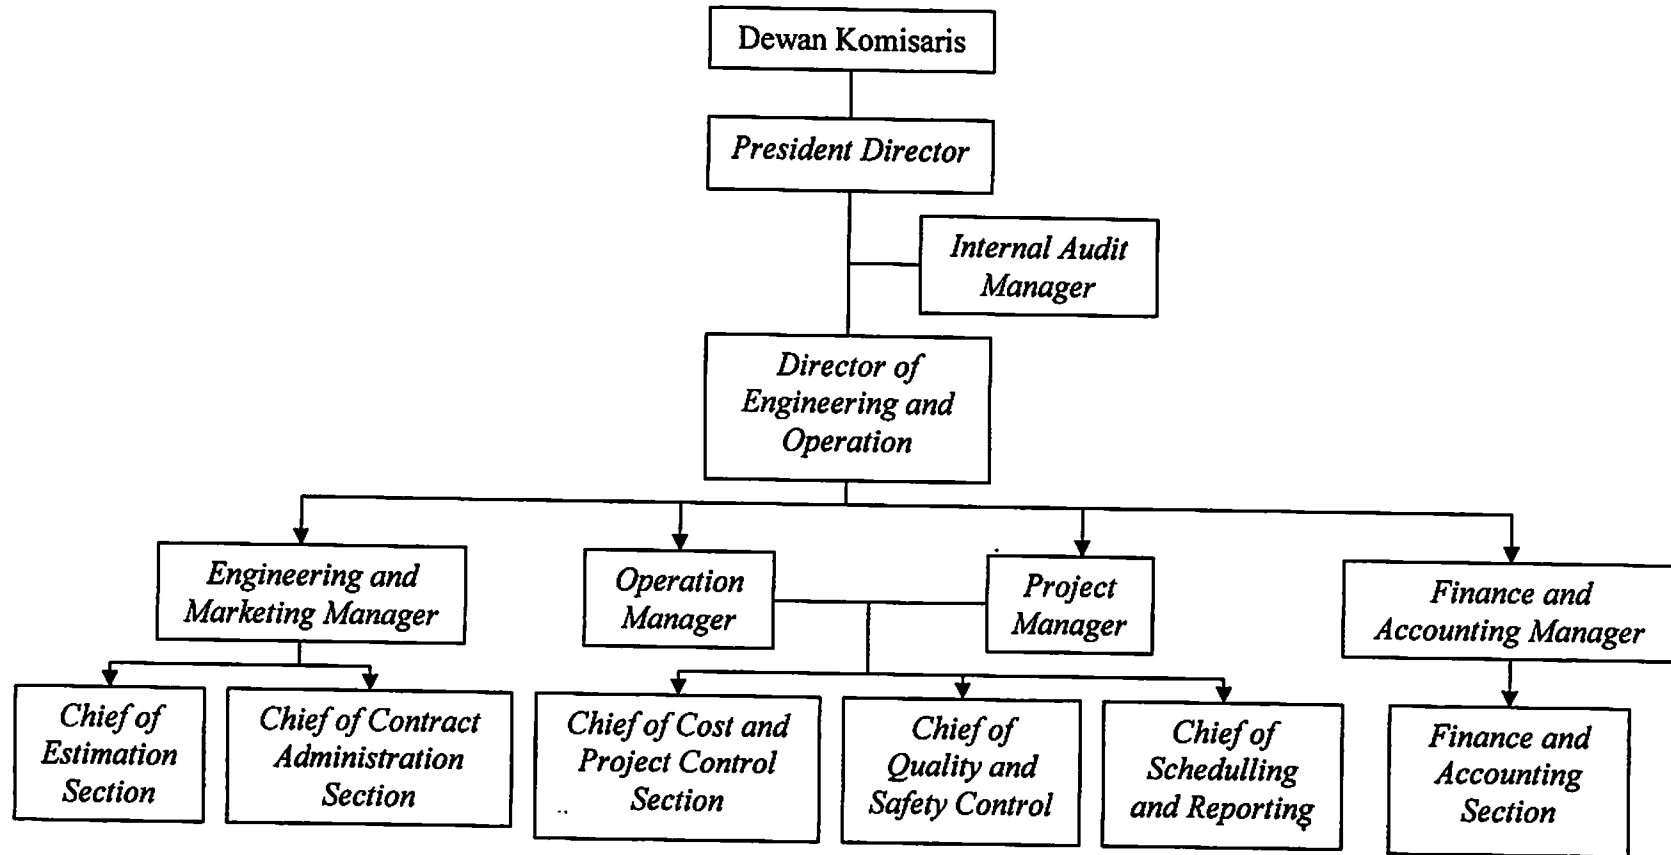 Dewan Komisaris
President Director
Internal Audit
Manager
Director of
Engineering and
Operation
Engineering and
Marketing Manager
Operation
Manager
Project
Manager
Finance and
Accounting Manager
Chief of
Estimation
Section
Chief of Contract
Administration
Section
Chief of Cost and
Project Control
Section
Chief of
Quality and
Safety Control
Chief of
Schedulling
and Reporting
Finance and
Accounting
Section